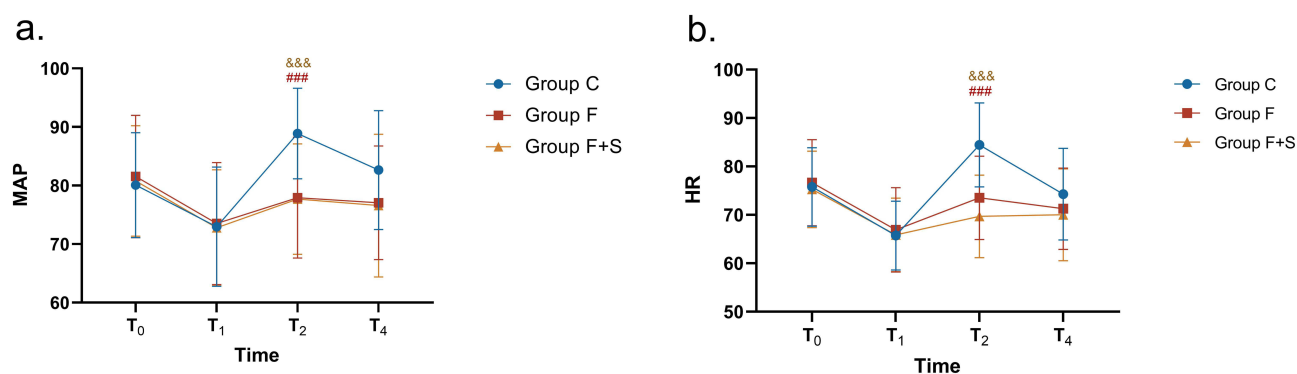 a.
&&&
###
100
90
80
70
60
MAP
T0
T1
T2
T4
Time
Group C
Group F
Group F+S
b.
&&&
###
100
90
80
70
60
50
HR
T0
T1
T2
T4
Time
Group C
Group F
Group F+S